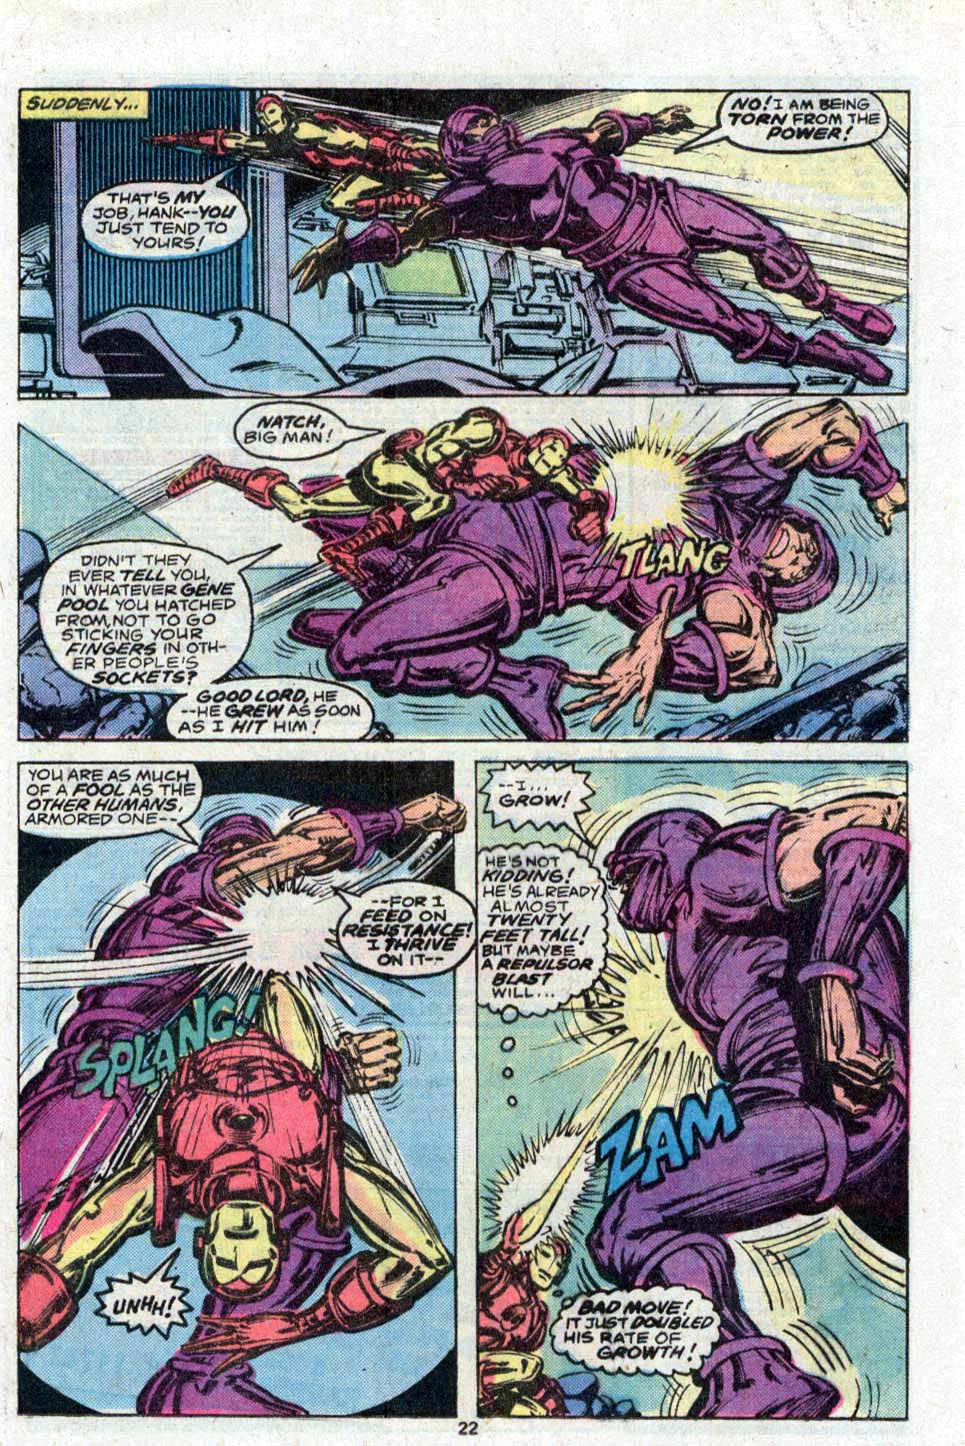 SUDDENLY...
NO! I AM BEING
TORN FROM THE
POWER!
THAT'S MY
JOB, HANK--YOU
JUST TEND TO
YOURS!
NATCH,
BIG MAN!
DIDN'T THEY
EVER TELL YOU,
IN WHATEVER GENE
POOL YOU HATCHED
FROM, NOT TO GO
STICKING YOUR
FINGERS IN OTH-
ER PEOPLE'S
SOCKETS?
TLANG
GOOD LORD, HE
--HE GREW AS SOON
AS I HIT HIM!
YOU ARE AS MUCH
OF A FOOL AS THE
OTHER HUMANS,
ARMORED ONE--
--FOR I
FEED ON
RESISTANCE!
I THRIVE
ON IT--
SPLANG!
UNHH!
--I...
GROW!
HE'S NOT
KIDDING!
HE'S ALREADY
ALMOST
TWENTY
FEET TALL!
BUT MAYBE
A REPULSOR
BLAST
WILL...
ZAM
BAD MOVE!
IT JUST DOUBLED
HIS RATE OF
GROWTH!
22